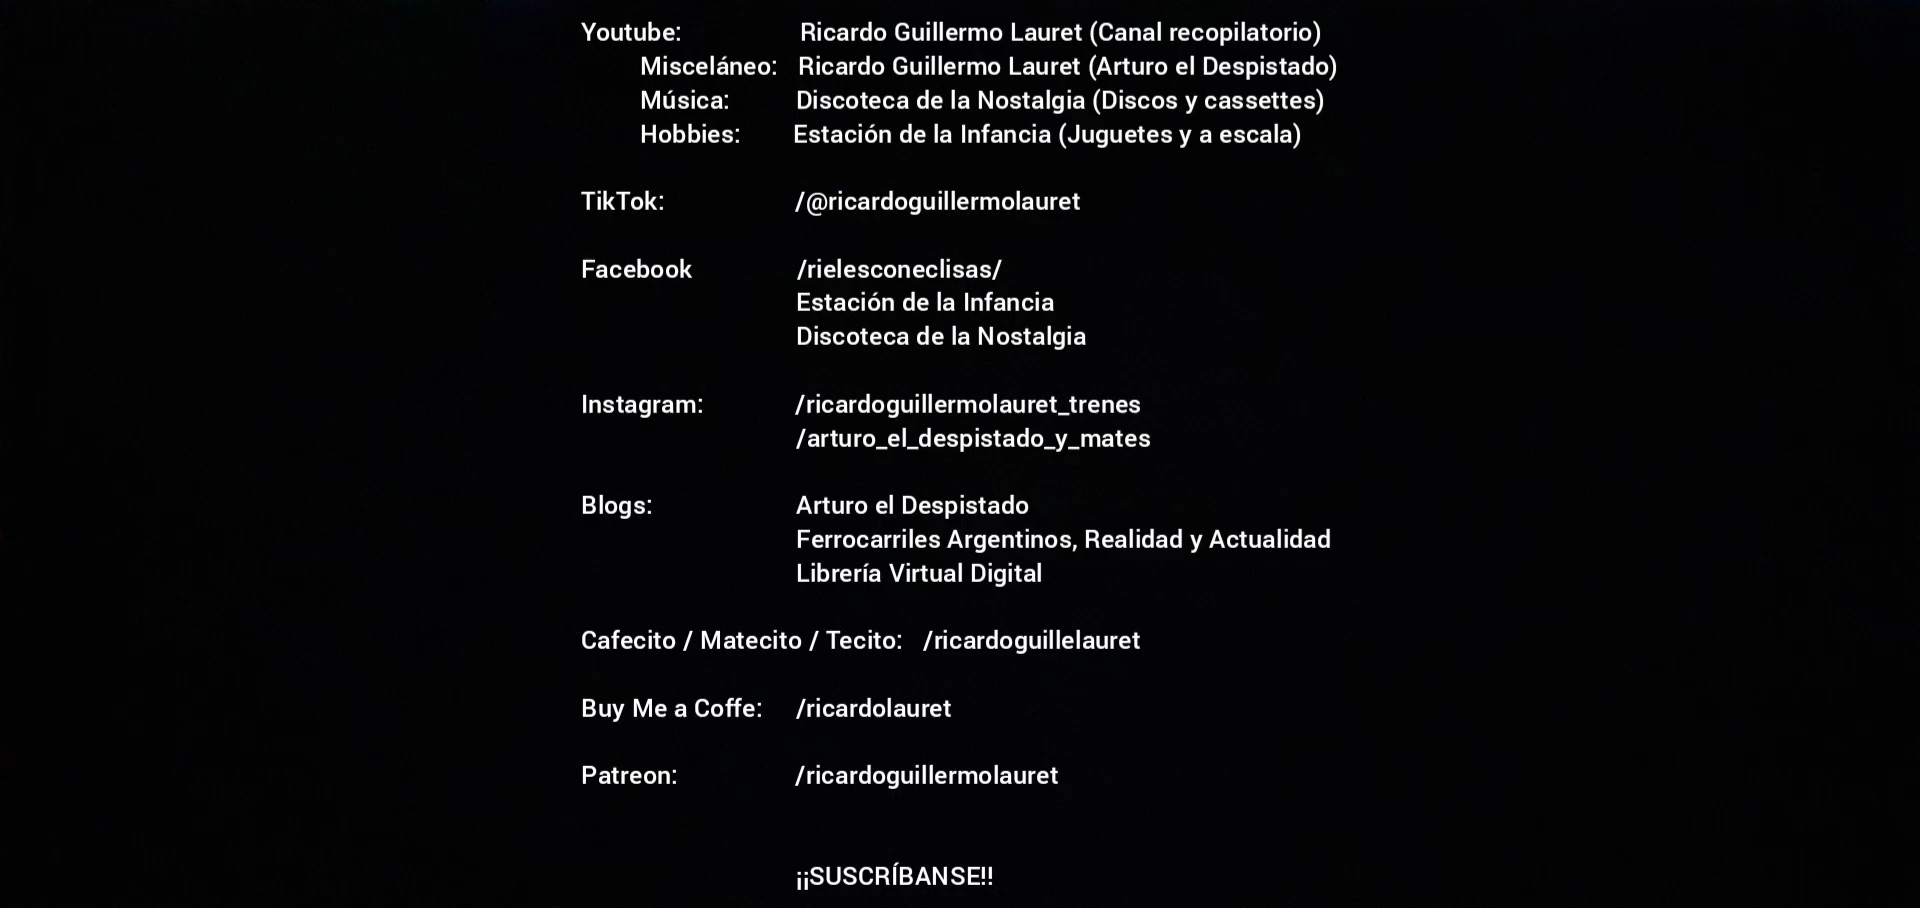 Youtube: Ricardo Guillermo Lauret (Canal recopilatorio)
Misceláneo: Ricardo Guillermo Lauret (Arturo el Despistado)
Música: Discoteca de la Nostalgia (Discos y cassettes)
Hobbies: Estación de la Infancia (Juguetes y a escala)
TikTok: /@ricardoguillermolauret
Facebook /rielesconeclisas/
Estación de la Infancia
Discoteca de la Nostalgia
Instagram: /ricardoguillermolauret_trenes
/arturo_el_despistado_y_mates
Blogs: Arturo el Despistado
Ferrocarriles Argentinos, Realidad y Actualidad
Librería Virtual Digital
Cafecito / Matecito / Tecito: /ricardoguillelauret
Buy Me a Coffe: /ricardolauret
Patreon: /ricardoguillermolauret
¡¡SUSCRÍBANSE!!